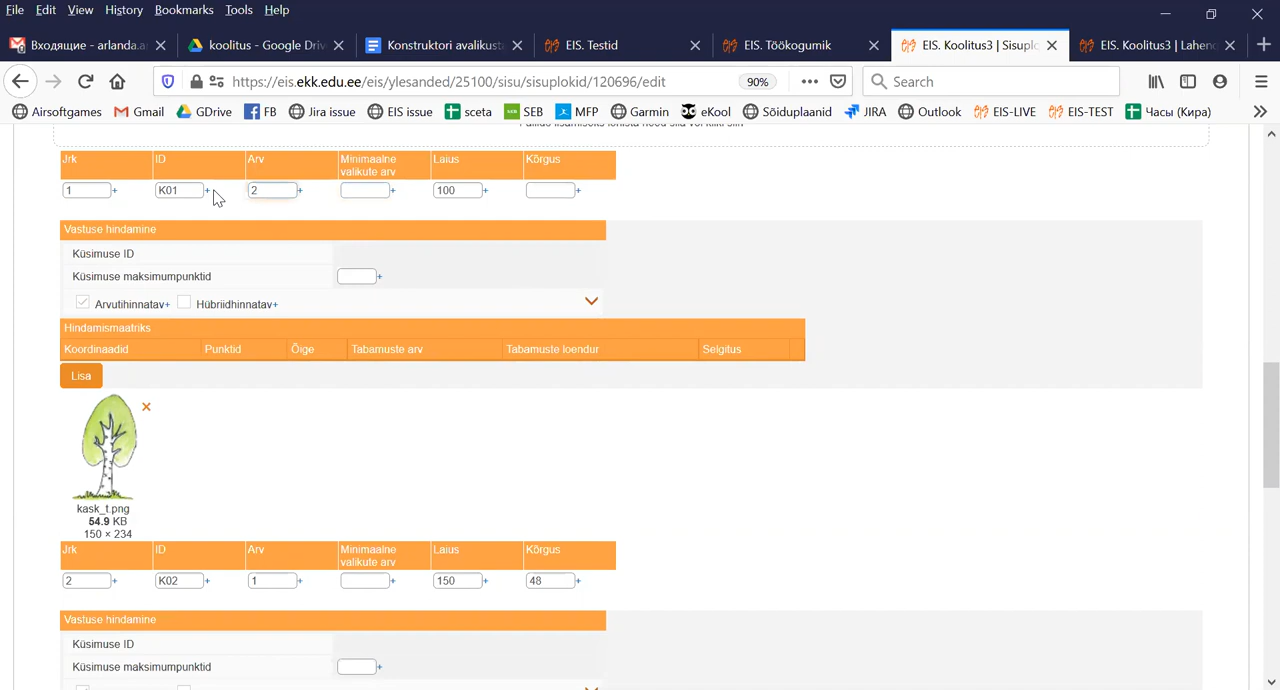 File Edit View History Bookmarks Tools Help
Входящие - arlanda.a
koolitus - Google Driv
Konstruktori avalikusta
EIS. Testid
EIS. Töökogumik
EIS. Koolitus3 | Sisuplo
EIS. Koolitus3 | Lahend
https://eis.ekk.edu.ee/eis/ylesanded/25100/sisu/sisuplokid/120696/edit
90%
Search
Airsoftgames
Gmail
GDrive
FB
Jira issue
EIS issue
sceta
SEB
MFP
Garmin
eKool
Sõiduplaanid
JIRA
Outlook
EIS-LIVE
EIS-TEST
Часы (Кира)
Jrk ID Arv Minimaalne valikute arv Laius Kõrgus
1 + K01 + 2 + + 100 + +
Vastuse hindamine
Küsimuse ID
Küsimuse maksimumpunktid +
Arvutihinnatav+ Hübriidhinnatav+
Hindamismaatriks
Koordinaadid Punktid Õige Tabamuste arv Tabamuste loendur Selgitus
Lisa
kask_t.png
54.9 KB
150 × 234
Jrk ID Arv Minimaalne valikute arv Laius Kõrgus
2 + K02 + 1 + + 150 + 48 +
Vastuse hindamine
Küsimuse ID
Küsimuse maksimumpunktid +